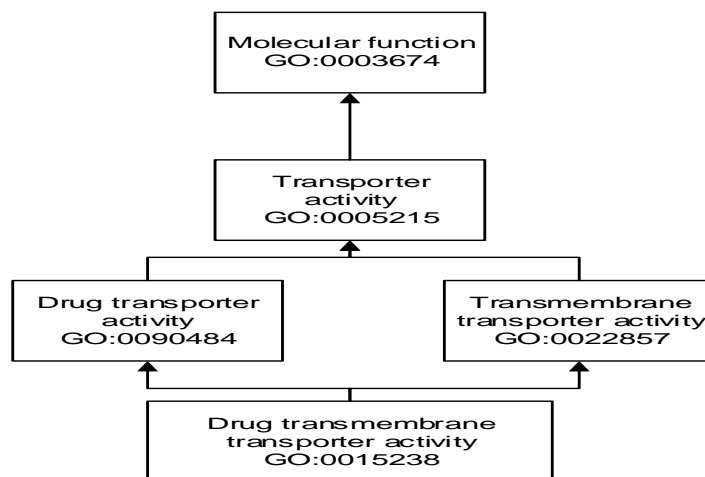 Molecular function
GO:0003674
Transporter
activity
GO:0005215
Drug transporter
activity
GO:0090484
Transmembrane
transporter activity
GO:0022857
Drug transmembrane
transporter activity
GO:0015238